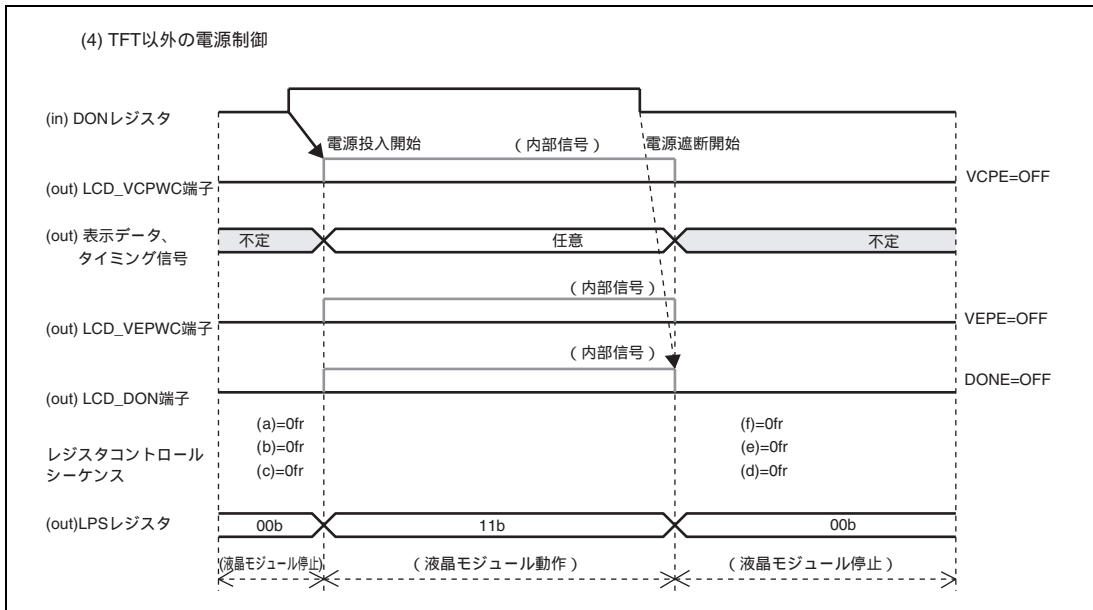 (4) TFT以外の電源制御
(in) DONレジスタ
電源投入開始
（内部信号）
電源遮断開始
(out) LCD_VCPWC端子
VCPE=OFF
(out) 表示データ、
タイミング信号
不定
任意
不定
（内部信号）
(out) LCD_VEPWC端子
VEPE=OFF
（内部信号）
(out) LCD_DON端子
DONE=OFF
レジスタコントロール
シーケンス
(a)=0fr
(b)=0fr
(c)=0fr
(f)=0fr
(e)=0fr
(d)=0fr
(out)LPSレジスタ
00b
11b
00b
(液晶モジュール停止)
（液晶モジュール動作）
（液晶モジュール停止）